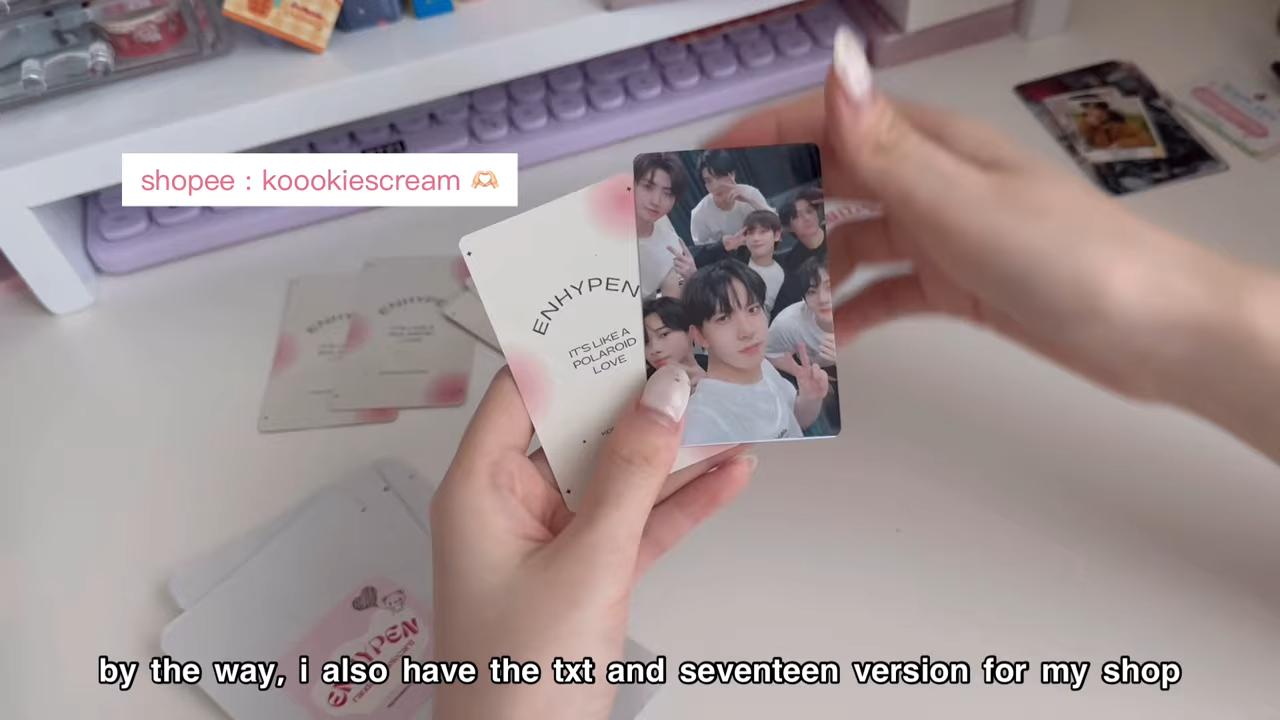 shopee : koookiescream 🫶🏻
ENHYPEN
IT'S LIKE A
POLAROID
LOVE
ENHYPE
ENHYPEN
by the way, i also have the txt and seventeen version for my shop